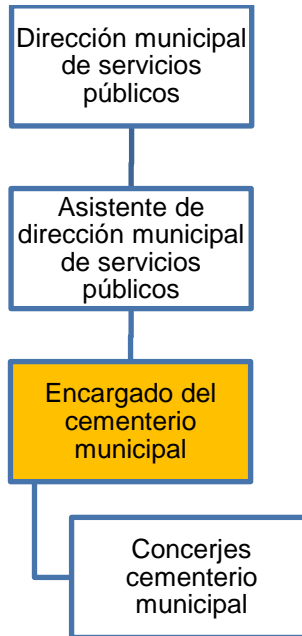 Dirección municipal
de servicios
públicos
Asistente de
dirección municipal
de servicios
públicos
Encargado del
cementerio
municipal
Concerjes
cementerio
municipal